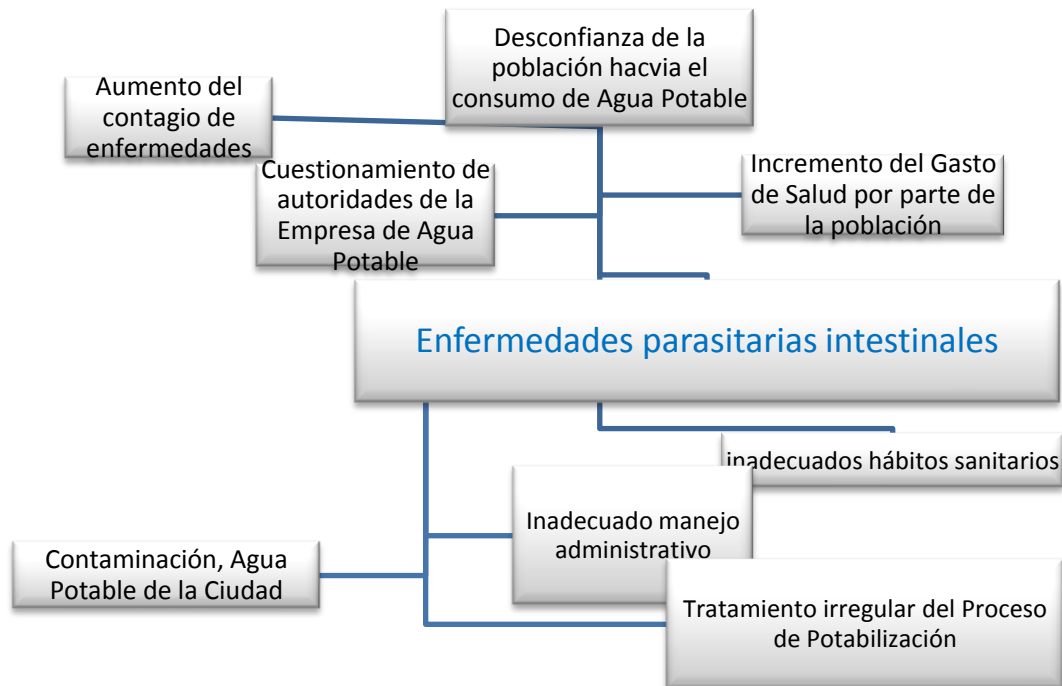 Desconfianza de la
población hacvia el
consumo de Agua Potable
Aumento del
contagio de
enfermedades
Cuestionamiento de
autoridades de la
Empresa de Agua
Potable
Incremento del Gasto
de Salud por parte de
la población
Enfermedades parasitarias intestinales
inadecuados hábitos sanitarios
Inadecuado manejo
administrativo
Contaminación, Agua
Potable de la Ciudad
Tratamiento irregular del Proceso
de Potabilización